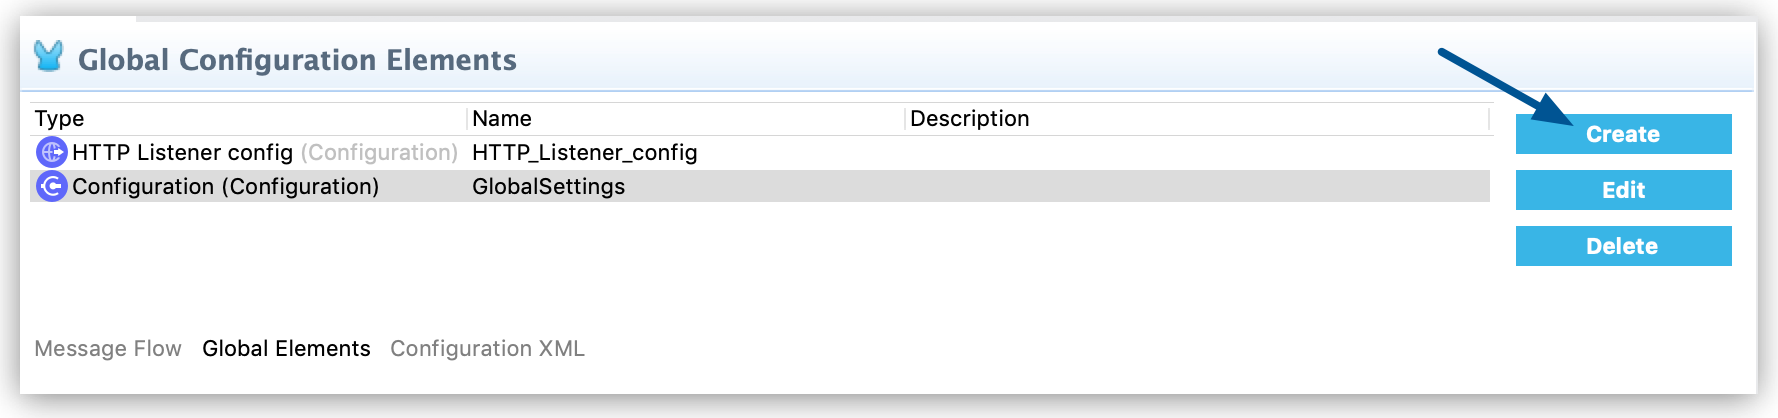 Global Configuration Elements
Type Name Description
HTTP Listener config (Configuration) HTTP_Listener_config
Configuration (Configuration) GlobalSettings
Create
Edit
Delete
Message Flow Global Elements Configuration XML